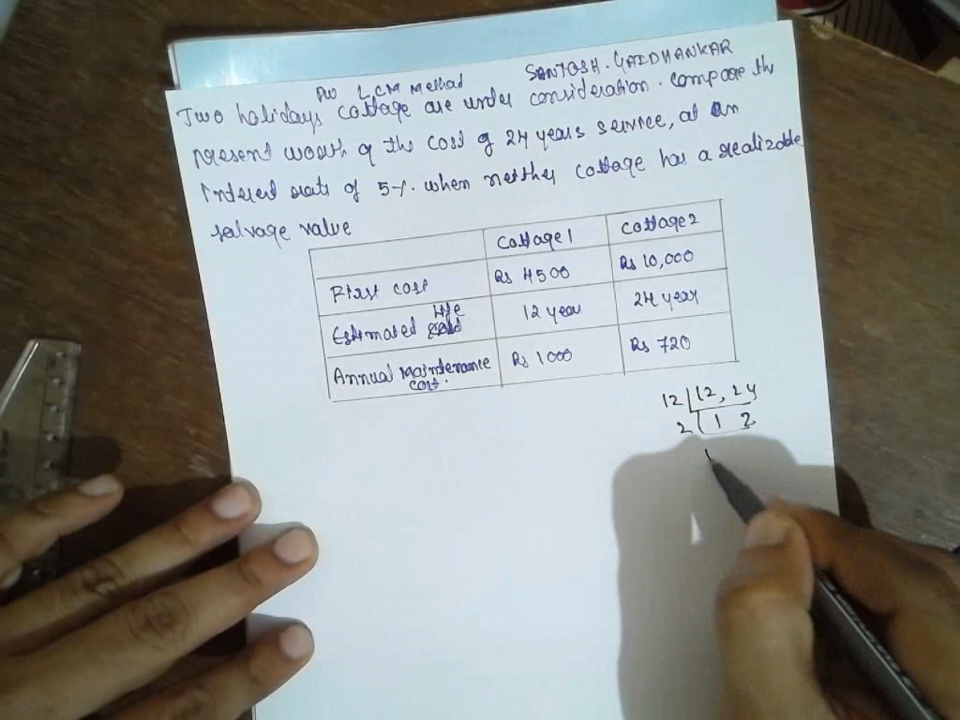 PW LCM Method SANTOSH. GAIDHANKAR
Two holidays cottage are under consideration. compare the
present worth of the cost of 24 years service, at an
interest rate of 5%. when neither cottage has a realizable
salvage value
Cottage 1 Cottage 2
First cost Rs 4500 Rs 10,000
Estimated life 12 year 24 year
Annual Maintenance cost. Rs 1000 Rs 720
12 12, 24
2 1 2